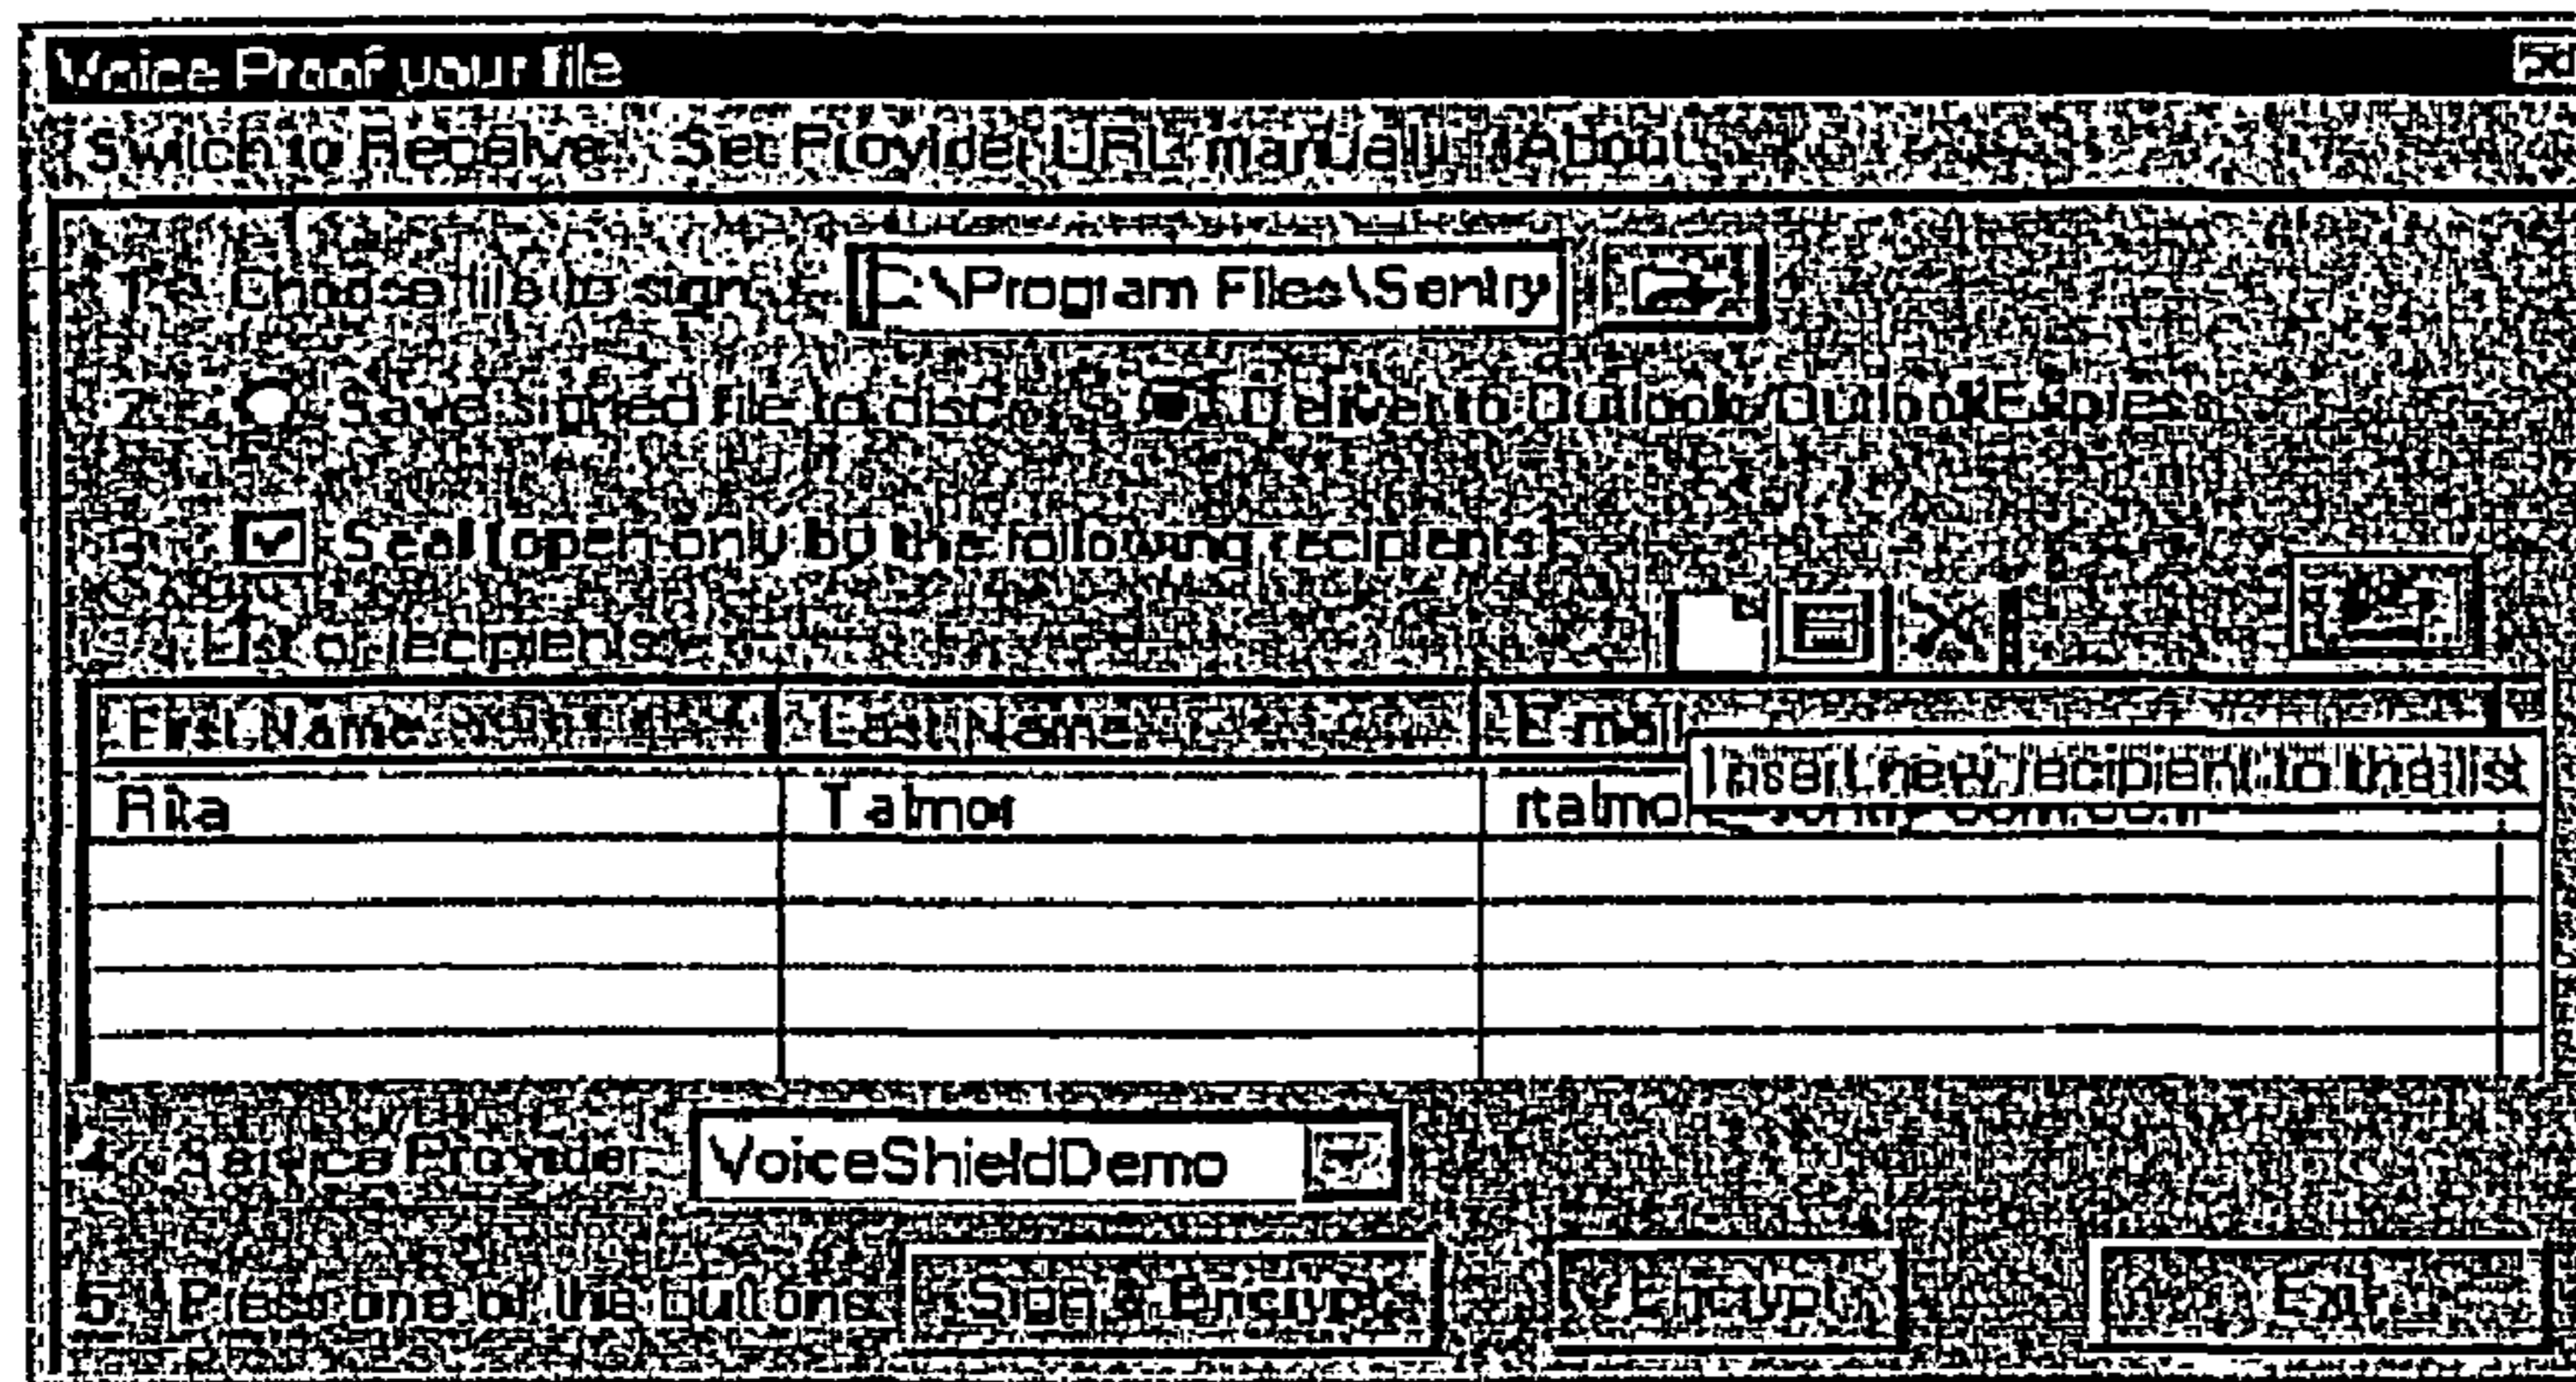 Voice Proof your file
Switch to Receive Set Provider URL manually About
1. Choose file to sign C:\Program Files\Sentry
2. Save signed file to disc Deliver to Outlook/OutlookExpress
3. Seal (open only by the following recipients)
List of recipients
First Name Last Name E-mail
Insert new recipient to the list
Rita Talmor rtalmor
4. Service Provider VoiceShieldDemo
5. Press one of the buttons Sign & Encrypt Encrypt Exit